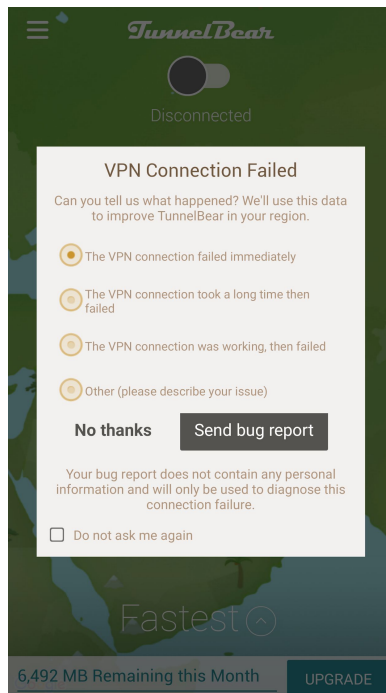 TunnelBear
Disconnected
VPN Connection Failed
Can you tell us what happened? We'll use this data
to improve TunnelBear in your region.
The VPN connection failed immediately
The VPN connection took a long time then
failed
The VPN connection was working, then failed
Other (please describe your issue)
No thanks
Send bug report
Your bug report does not contain any personal
information and will only be used to diagnose this
connection failure.
Do not ask me again
Fastest
6,492 MB Remaining this Month
UPGRADE